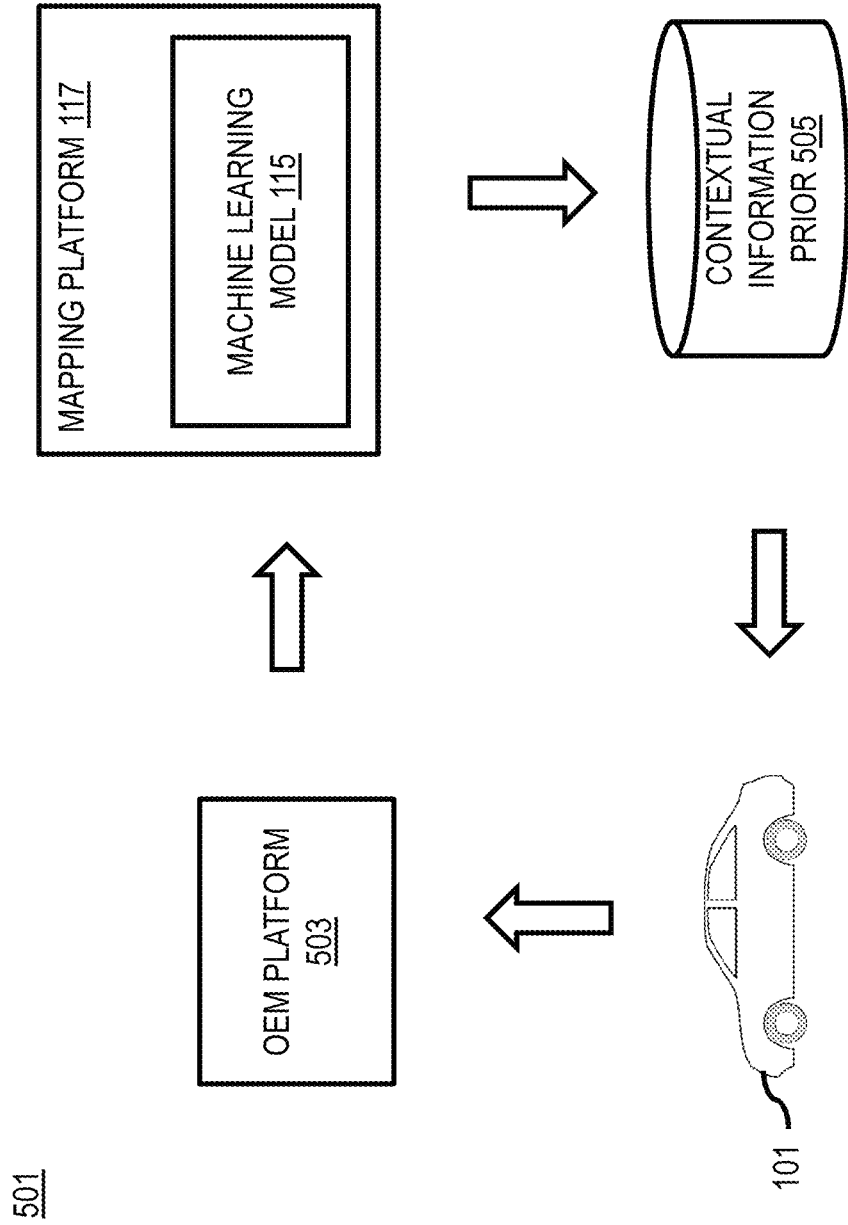 501
OEM PLATFORM
503
MAPPING PLATFORM 117
MACHINE LEARNING
MODEL 115
101
CONTEXTUAL
INFORMATION
PRIOR 505